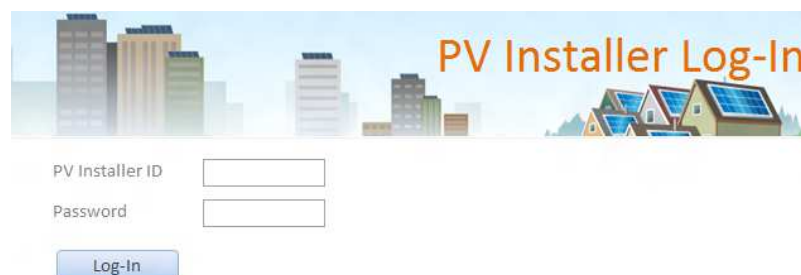 PV Installer Log-In
PV Installer ID
Password
Log-In